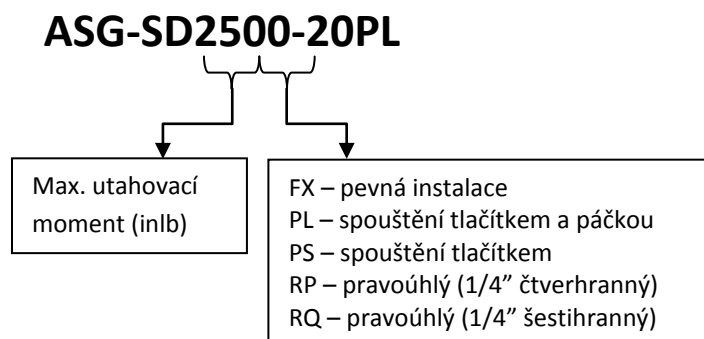 ASG-SD2500-20PL
Max. utahovací
moment (inlb)
FX – pevná instalace
PL – spouštění tlačítkem a páčkou
PS – spouštění tlačítkem
RP – pravoúhlý (1/4” čtverhranný)
RQ – pravoúhlý (1/4” šestihranný)